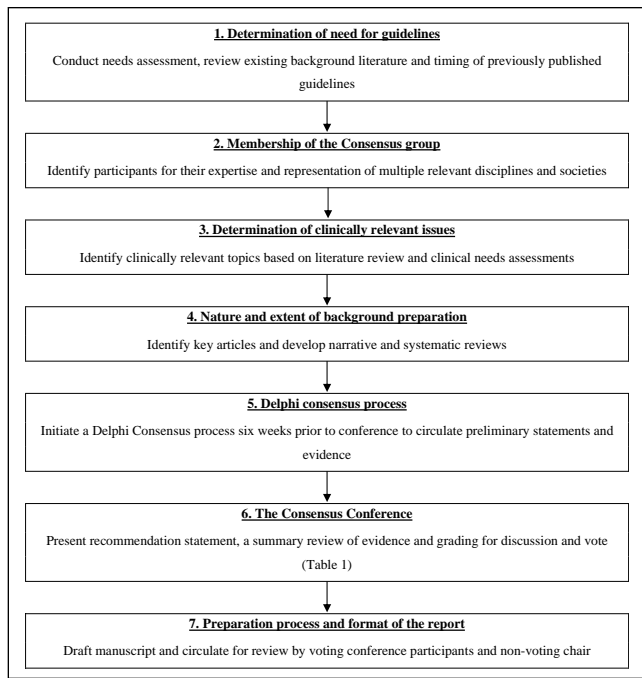 1. Determination of need for guidelines
Conduct needs assessment, review existing background literature and timing of previously published
guidelines
2. Membership of the Consensus group
Identify participants for their expertise and representation of multiple relevant disciplines and societies
3. Determination of clinically relevant issues
Identify clinically relevant topics based on literature review and clinical needs assessments
4. Nature and extent of background preparation
Identify key articles and develop narrative and systematic reviews
5. Delphi consensus process
Initiate a Delphi Consensus process six weeks prior to conference to circulate preliminary statements and
evidence
6. The Consensus Conference
Present recommendation statement, a summary review of evidence and grading for discussion and vote
(Table 1)
7. Preparation process and format of the report
Draft manuscript and circulate for review by voting conference participants and non-voting chair